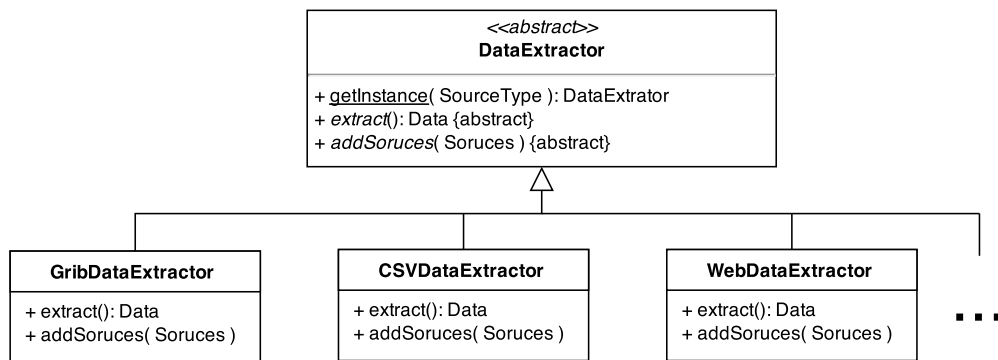 <<abstract>>
DataExtractor
+ getInstance( SourceType ): DataExtrator
+ extract(): Data {abstract}
+ addSoruces( Soruces ) {abstract}
GribDataExtractor
+ extract(): Data
+ addSoruces( Soruces )
CSVDataExtractor
+ extract(): Data
+ addSoruces( Soruces )
WebDataExtractor
+ extract(): Data
+ addSoruces( Soruces )
...